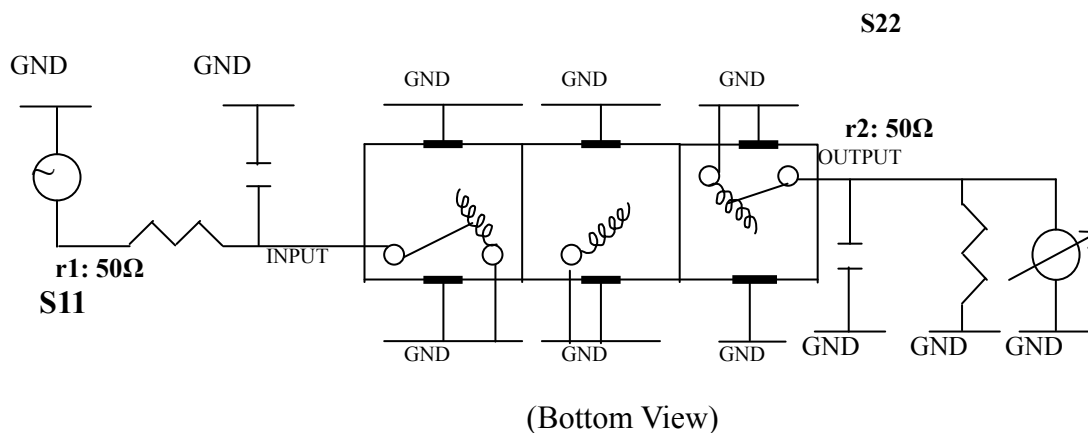 S22
GND
GND
GND
GND
GND
r2: 50Ω
OUTPUT
INPUT
r1: 50Ω
S11
GND
GND
GND
GND
GND
GND
(Bottom View)